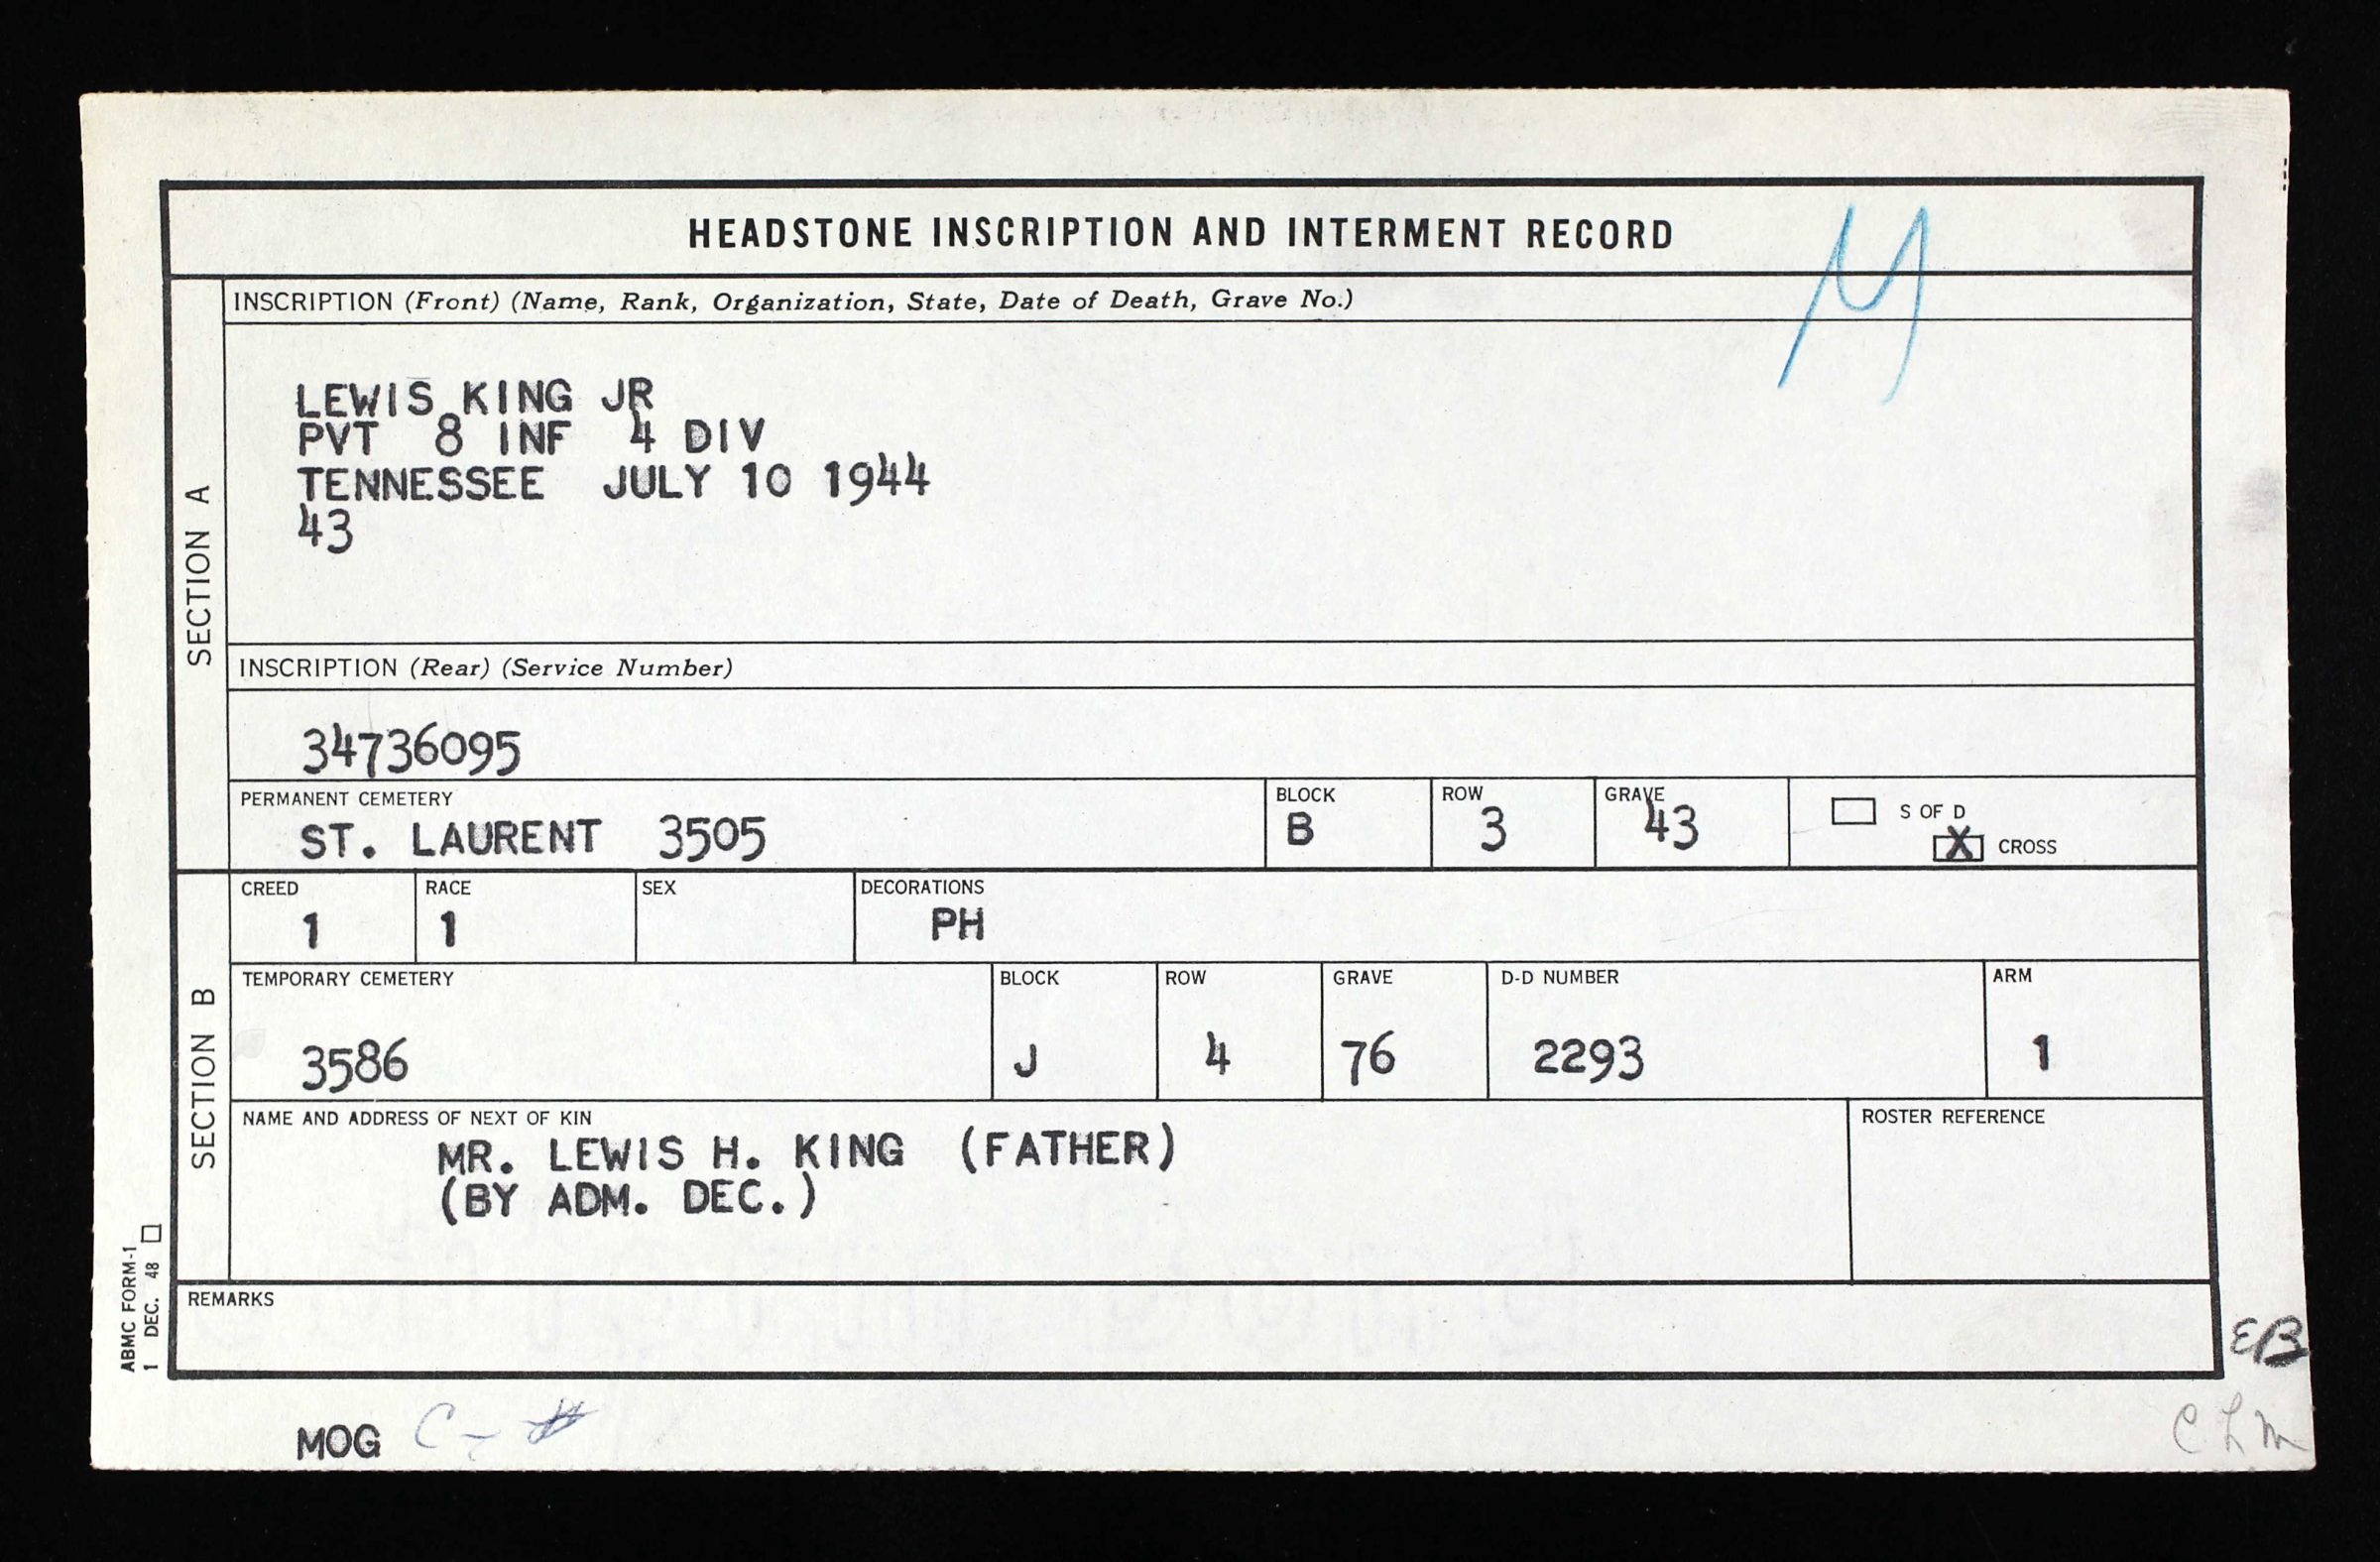 HEADSTONE INSCRIPTION AND INTERMENT RECORD
M
SECTION A
INSCRIPTION (Front) (Name, Rank, Organization, State, Date of Death, Grave No.)
LEWIS KING JR
PVT 8 INF 4 DIV
TENNESSEE JULY 10 1944
43
INSCRIPTION (Rear) (Service Number)
34736095
PERMANENT CEMETERY
ST. LAURENT 3505
BLOCK
B
ROW
3
GRAVE
43
S OF D
X CROSS
SECTION B
CREED
1
RACE
1
SEX
DECORATIONS
PH
TEMPORARY CEMETERY
3586
BLOCK
J
ROW
4
GRAVE
76
D-D NUMBER
2293
ARM
1
NAME AND ADDRESS OF NEXT OF KIN
MR. LEWIS H. KING (FATHER)
(BY ADM. DEC.)
ROSTER REFERENCE
REMARKS
ABMC FORM-1
1 DEC. 48
EB
MOG